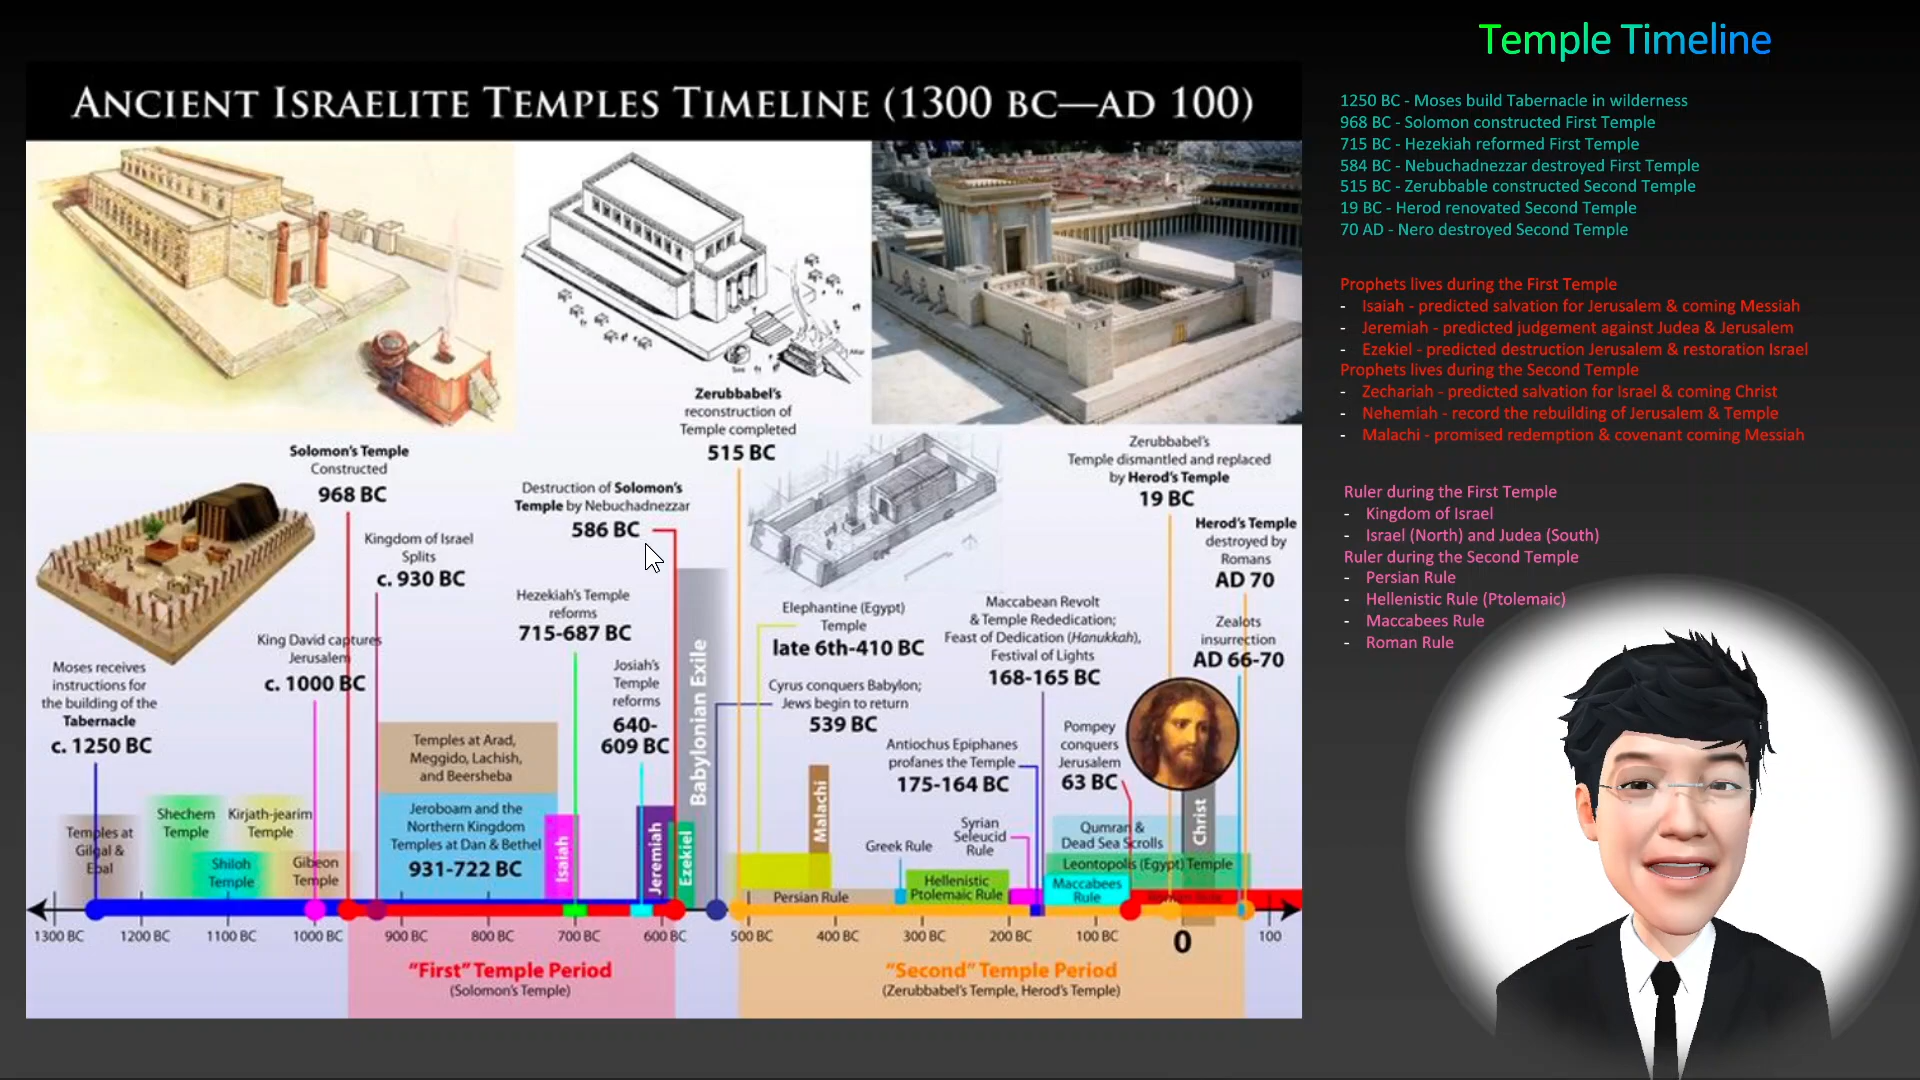 Temple Timeline
ANCIENT ISRAELITE TEMPLES TIMELINE (1300 BC—AD 100)
1250 BC - Moses build Tabernacle in wilderness
968 BC - Solomon constructed First Temple
715 BC - Hezekiah reformed First Temple
584 BC - Nebuchadnezzar destroyed First Temple
515 BC - Zerubbable constructed Second Temple
19 BC - Herod renovated Second Temple
70 AD - Nero destroyed Second Temple
Prophets lives during the First Temple
- Isaiah - predicted salvation for Jerusalem & coming Messiah
- Jeremiah - predicted judgement against Judea & Jerusalem
- Ezekiel - predicted destruction Jerusalem & restoration Israel
Prophets lives during the Second Temple
- Zechariah - predicted salvation for Israel & coming Christ
- Nehemiah - record the rebuilding of Jerusalem & Temple
- Malachi - promised redemption & covenant coming Messiah
Ruler during the First Temple
- Kingdom of Israel
- Israel (North) and Judea (South)
Ruler during the Second Temple
- Persian Rule
- Hellenistic Rule (Ptolemaic)
- Maccabees Rule
- Roman Rule
Moses receives
instructions for
the building of the
Tabernacle
c. 1250 BC
King David captures
Jerusalem
c. 1000 BC
Solomon's Temple
Constructed
968 BC
Kingdom of Israel
Splits
c. 930 BC
Destruction of Solomon's
Temple by Nebuchadnezzar
586 BC
Hezekiah's Temple
reforms
715-687 BC
Josiah's
Temple
reforms
640-
609 BC
Zerubbabel's
reconstruction of
Temple completed
515 BC
Elephantine (Egypt)
Temple
late 6th-410 BC
Cyrus conquers Babylon;
Jews begin to return
539 BC
Antiochus Epiphanes
profanes the Temple
175-164 BC
Maccabean Revolt
& Temple Rededication;
Feast of Dedication (Hanukkah),
Festival of Lights
168-165 BC
Pompey
conquers
Jerusalem
63 BC
Zerubbabel's
Temple dismantled and replaced
by Herod's Temple
19 BC
Herod's Temple
destroyed by
Romans
AD 70
Zealots
insurrection
AD 66-70
Temples at
Gilgal &
Ebal
Shechem
Temple
Kirjath-jearim
Temple
Shiloh
Temple
Gibeon
Temple
Temples at Arad,
Meggido, Lachish,
and Beersheba
Jeroboam and the
Northern Kingdom
Temples at Dan & Bethel
931-722 BC
Isaiah
Jeremiah
Ezekiel
Babylonian Exile
Malachi
Persian Rule
Greek Rule
Hellenistic
Ptolemaic Rule
Syrian
Seleucid
Rule
Maccabees
Rule
Qumran &
Dead Sea Scrolls
Leontopolis (Egypt) Temple
Christ
1300 BC
1200 BC
1100 BC
1000 BC
900 BC
800 BC
700 BC
600 BC
500 BC
400 BC
300 BC
200 BC
100 BC
0
100
"First" Temple Period
(Solomon's Temple)
"Second" Temple Period
(Zerubbabel's Temple, Herod's Temple)